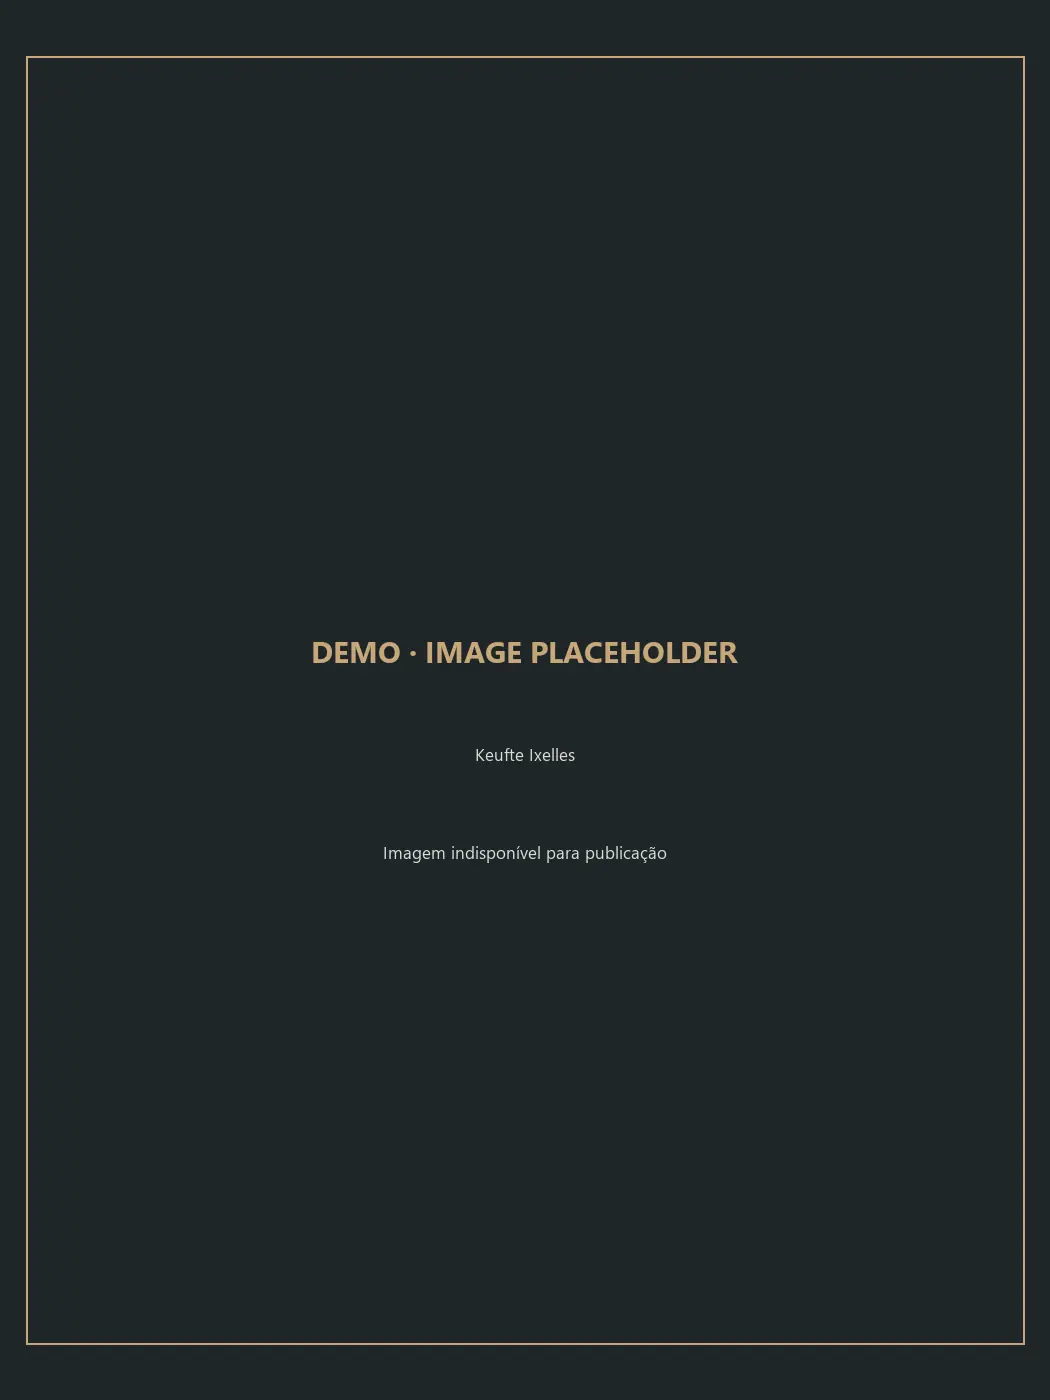 DEMO · IMAGE PLACEHOLDER
Keufte Ixelles
Imagem indisponível para publicação